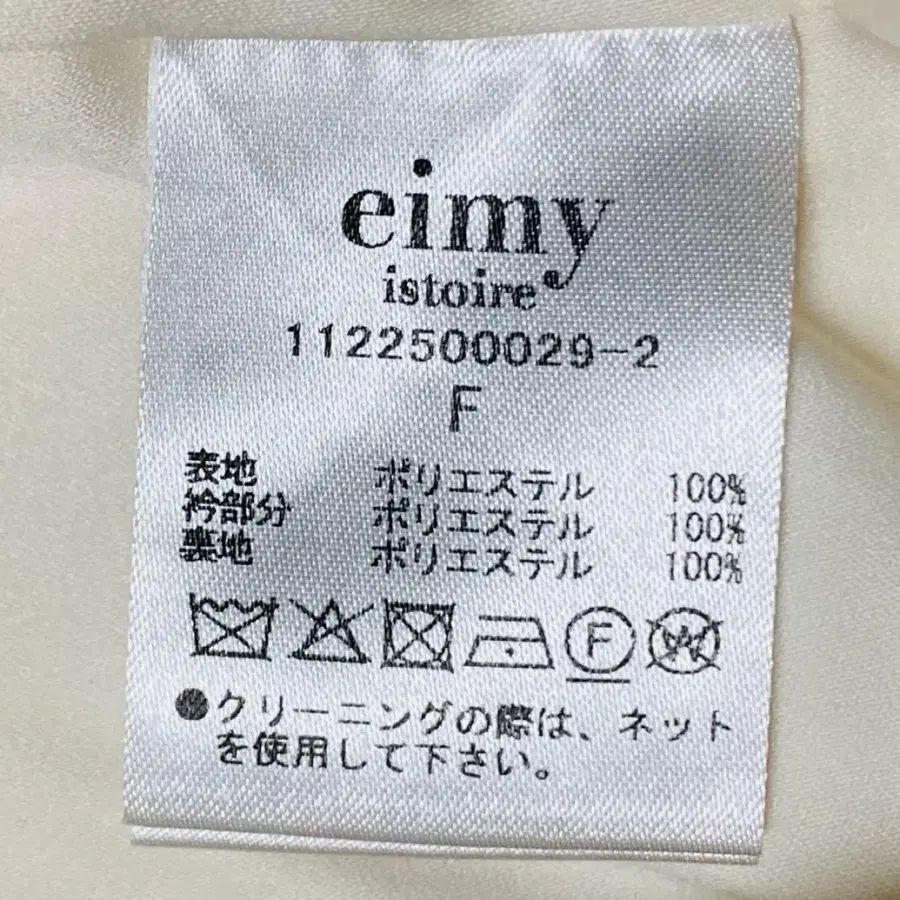 eimy
istoire
1122500029-2
F
表地 ポリエステル 100%
衿部分 ポリエステル 100%
裏地 ポリエステル 100%
F W
●クリーニングの際は、ネット
を使用して下さい。